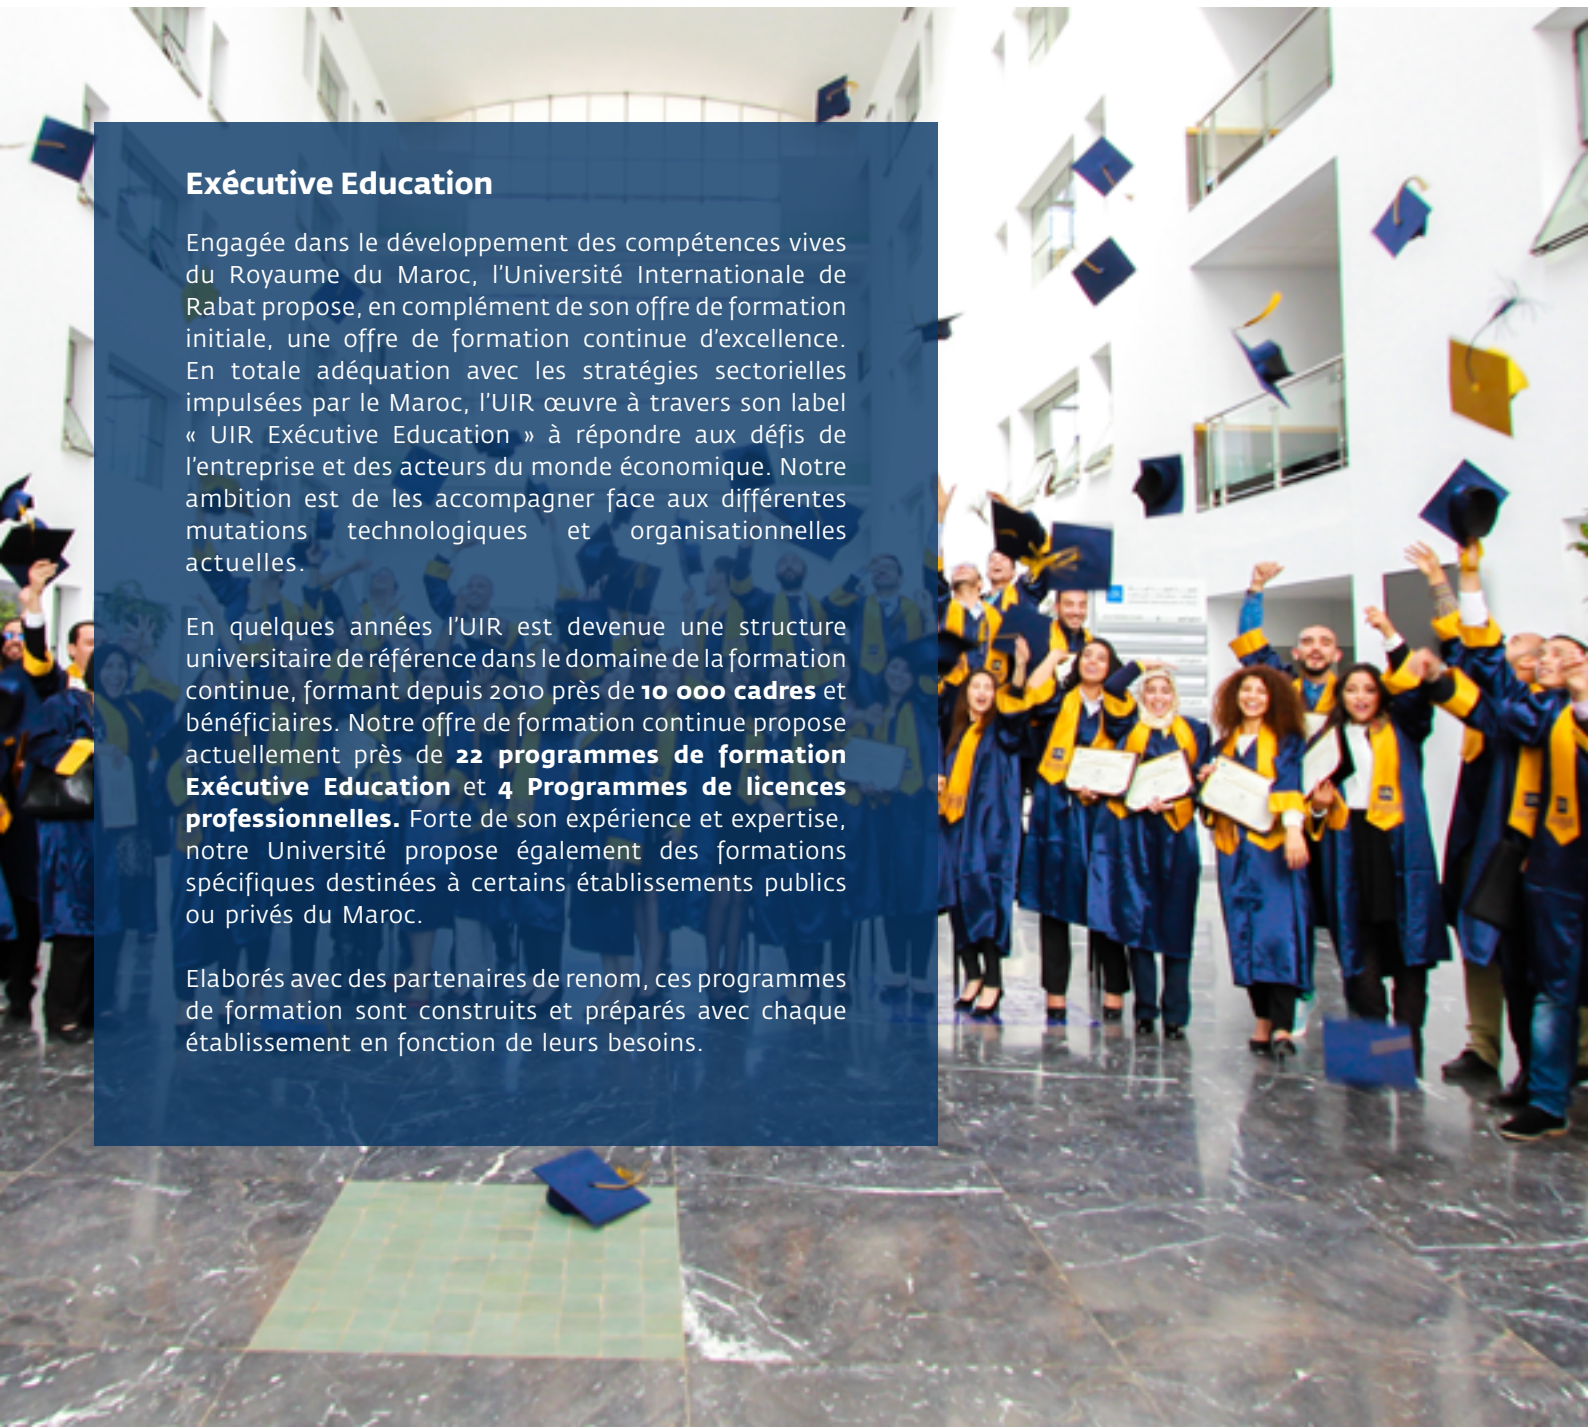 Exécutive Education
Engagée dans le développement des compétences vives
du Royaume du Maroc, l'Université Internationale de
Rabat propose, en complément de son offre de formation
initiale, une offre de formation continue d'excellence.
En totale adéquation avec les stratégies sectorielles
impulsées par le Maroc, l'UIR œuvre à travers son label
« UIR Exécutive Education » à répondre aux défis de
l'entreprise et des acteurs du monde économique. Notre
ambition est de les accompagner face aux différentes
mutations technologiques et organisationnelles
actuelles.
En quelques années l'UIR est devenue une structure
universitaire de référence dans le domaine de la formation
continue, formant depuis 2010 près de 10 000 cadres et
bénéficiaires. Notre offre de formation continue propose
actuellement près de 22 programmes de formation
Exécutive Education et 4 Programmes de licences
professionnelles. Forte de son expérience et expertise,
notre Université propose également des formations
spécifiques destinées à certains établissements publics
ou privés du Maroc.
Elaborés avec des partenaires de renom, ces programmes
de formation sont construits et préparés avec chaque
établissement en fonction de leurs besoins.